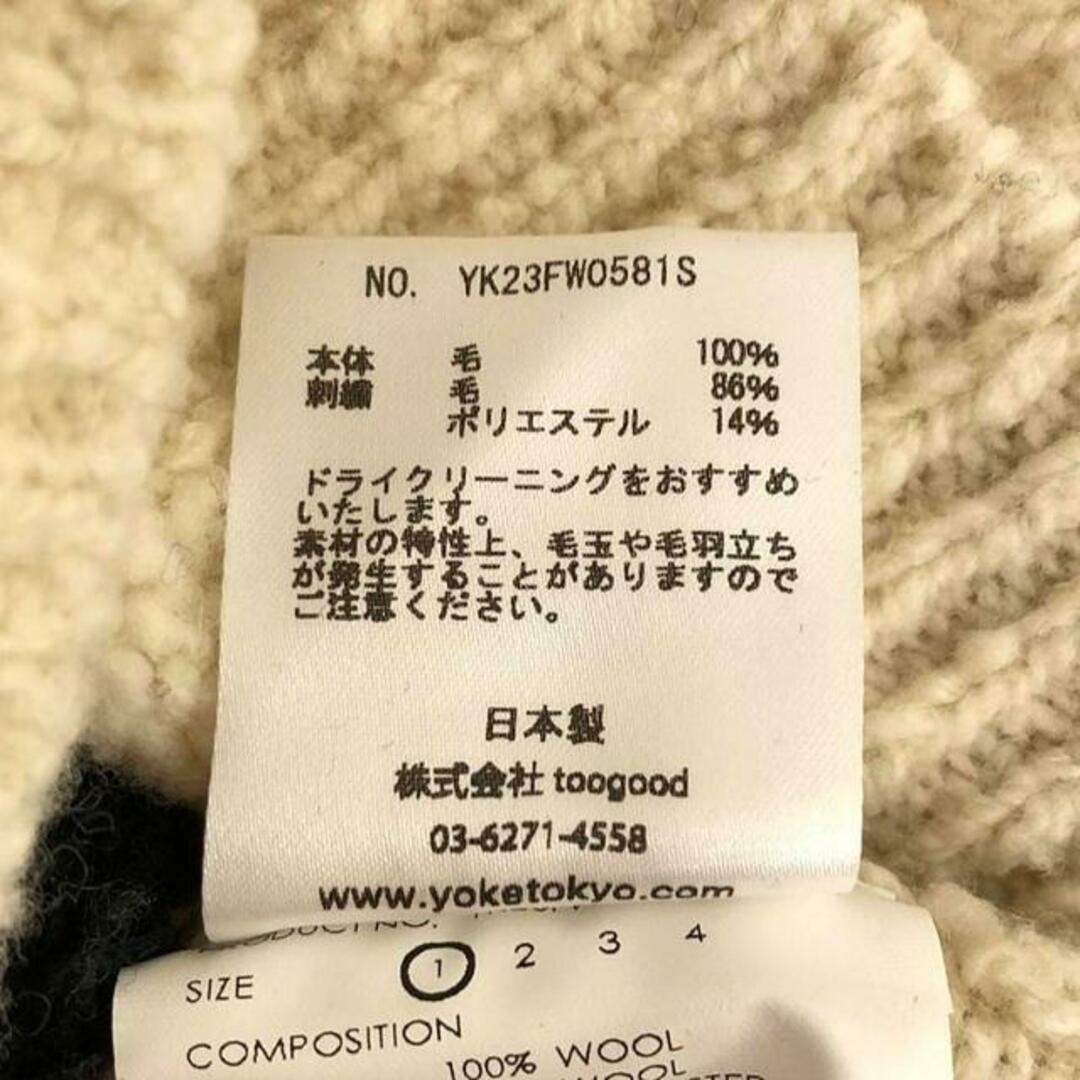 NO. YK23FW0581S
本体 毛 100%
刺繍 毛 86%
ポリエステル 14%
ドライクリーニングをおすすめ
いたします。
素材の特性上、毛玉や毛羽立ち
が発生することがありますので
ご注意ください。
日本製
株式会社 toogood
03-6271-4558
www.yoketokyo.com
PRODUCT NO.
SIZE 1 2 3 4
COMPOSITION
100% WOOL
WOOL